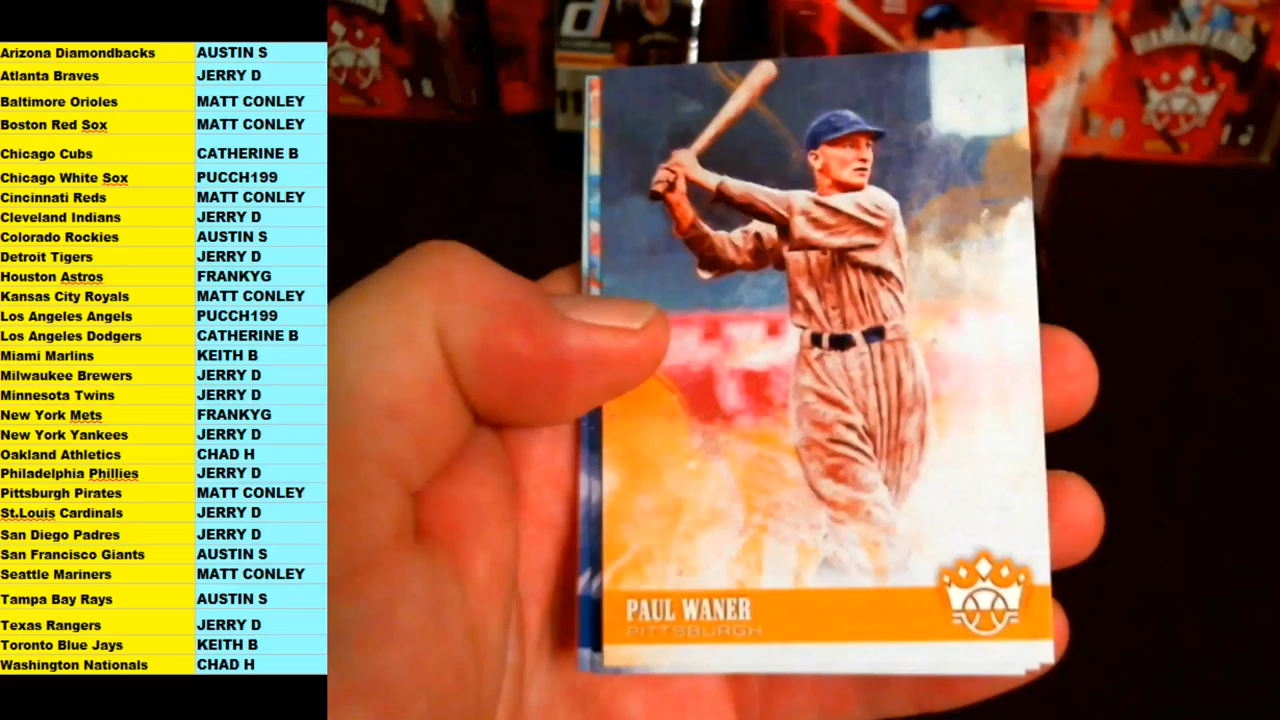 Arizona Diamondbacks AUSTIN S
Atlanta Braves JERRY D
Baltimore Orioles MATT CONLEY
Boston Red Sox MATT CONLEY
Chicago Cubs CATHERINE B
Chicago White Sox PUCCH199
Cincinnati Reds MATT CONLEY
Cleveland Indians JERRY D
Colorado Rockies AUSTIN S
Detroit Tigers JERRY D
Houston Astros FRANKYG
Kansas City Royals MATT CONLEY
Los Angeles Angels PUCCH199
Los Angeles Dodgers CATHERINE B
Miami Marlins KEITH B
Milwaukee Brewers JERRY D
Minnesota Twins JERRY D
New York Mets FRANKYG
New York Yankees JERRY D
Oakland Athletics CHAD H
Philadelphia Phillies JERRY D
Pittsburgh Pirates MATT CONLEY
St.Louis Cardinals JERRY D
San Diego Padres JERRY D
San Francisco Giants AUSTIN S
Seattle Mariners MATT CONLEY
Tampa Bay Rays AUSTIN S
Texas Rangers JERRY D
Toronto Blue Jays KEITH B
Washington Nationals CHAD H
PAUL WANER
PITTSBURGH